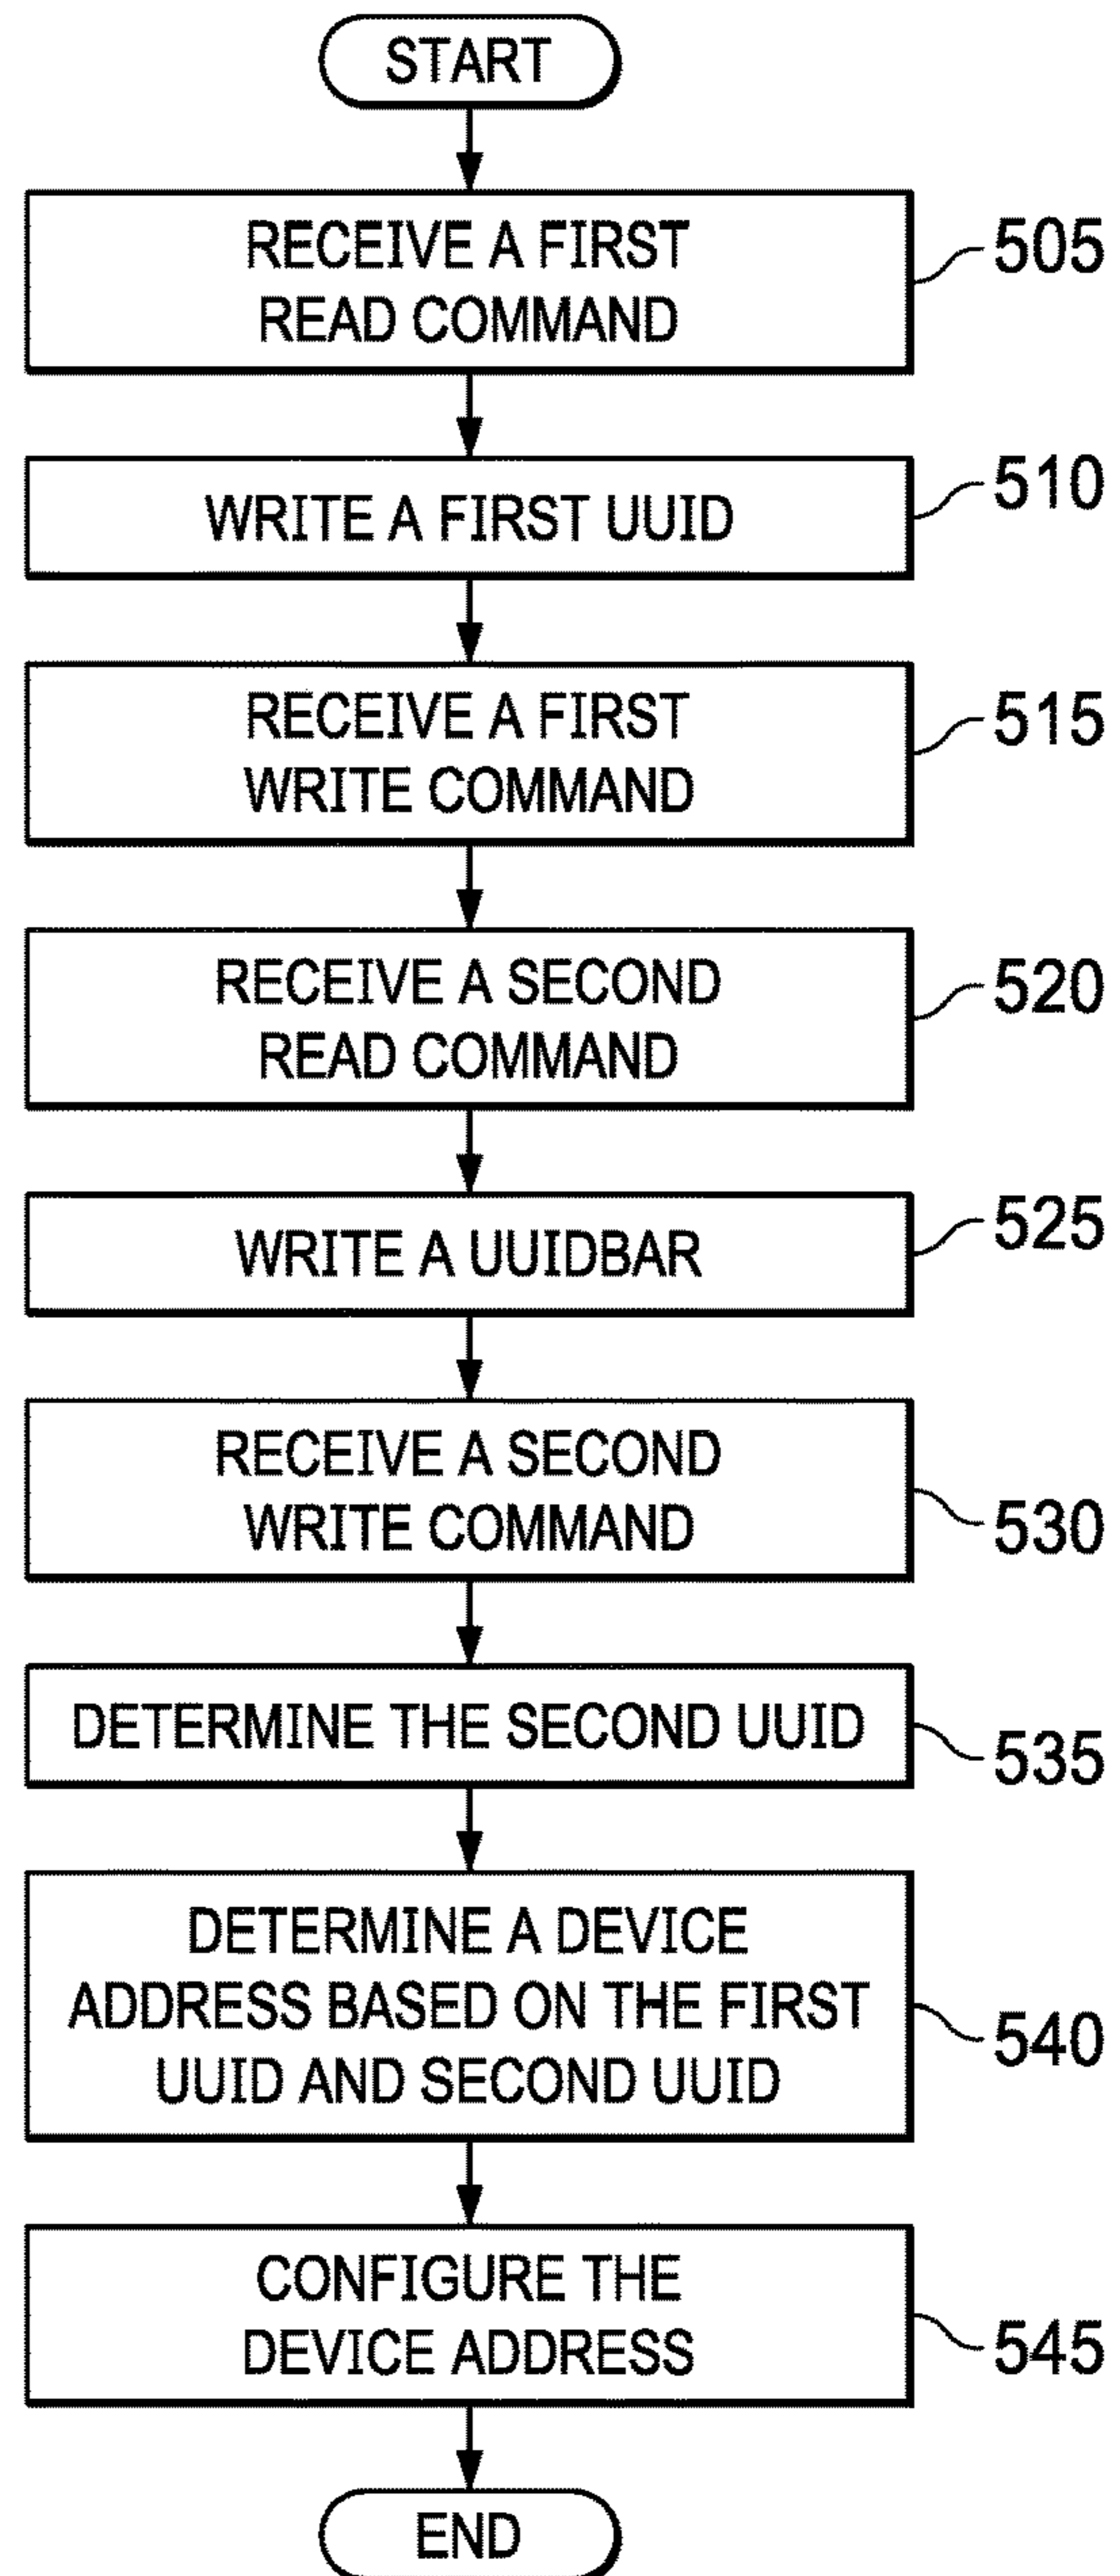 START
RECEIVE A FIRST
READ COMMAND
505
WRITE A FIRST UUID
510
RECEIVE A FIRST
WRITE COMMAND
515
RECEIVE A SECOND
READ COMMAND
520
WRITE A UUIDBAR
525
RECEIVE A SECOND
WRITE COMMAND
530
DETERMINE THE SECOND UUID
535
DETERMINE A DEVICE
ADDRESS BASED ON THE FIRST
UUID AND SECOND UUID
540
CONFIGURE THE
DEVICE ADDRESS
545
END